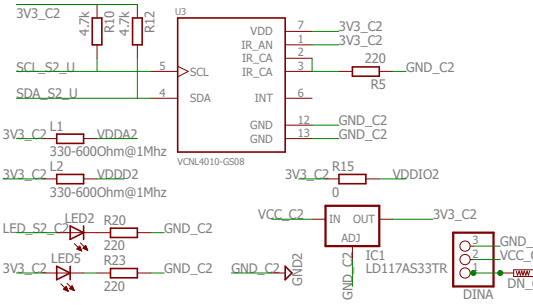 3V3_C2
4.7k
R10
4.7k
R12
U3
VDD 7 3V3_C2
IR_AN 1 3V3_C2
IR_CA 2
SCL_S2_U 5 SCL IR_CA 3 220 GND_C2
R5
SDA_S2_U 4 SDA INT 6
GND 12 GND_C2
GND 13 GND_C2
VCNL4010-GS08
3V3_C2 L1 VDDA2
330-600Ohm@1Mhz
3V3_C2 L2 VDDD2
330-600Ohm@1Mhz
3V3_C2 R15 VDDIO2
0
LED_S2_C2 LED2 R20 GND_C2
220
3V3_C2 LED5 R23 GND_C2
220
GND_C2 GND2
VCC_C2 IN OUT 3V3_C2
ADJ
GND_C2
IC1
LD117AS33TR
3 GND_
2 VCC_
1
DINA
DN_